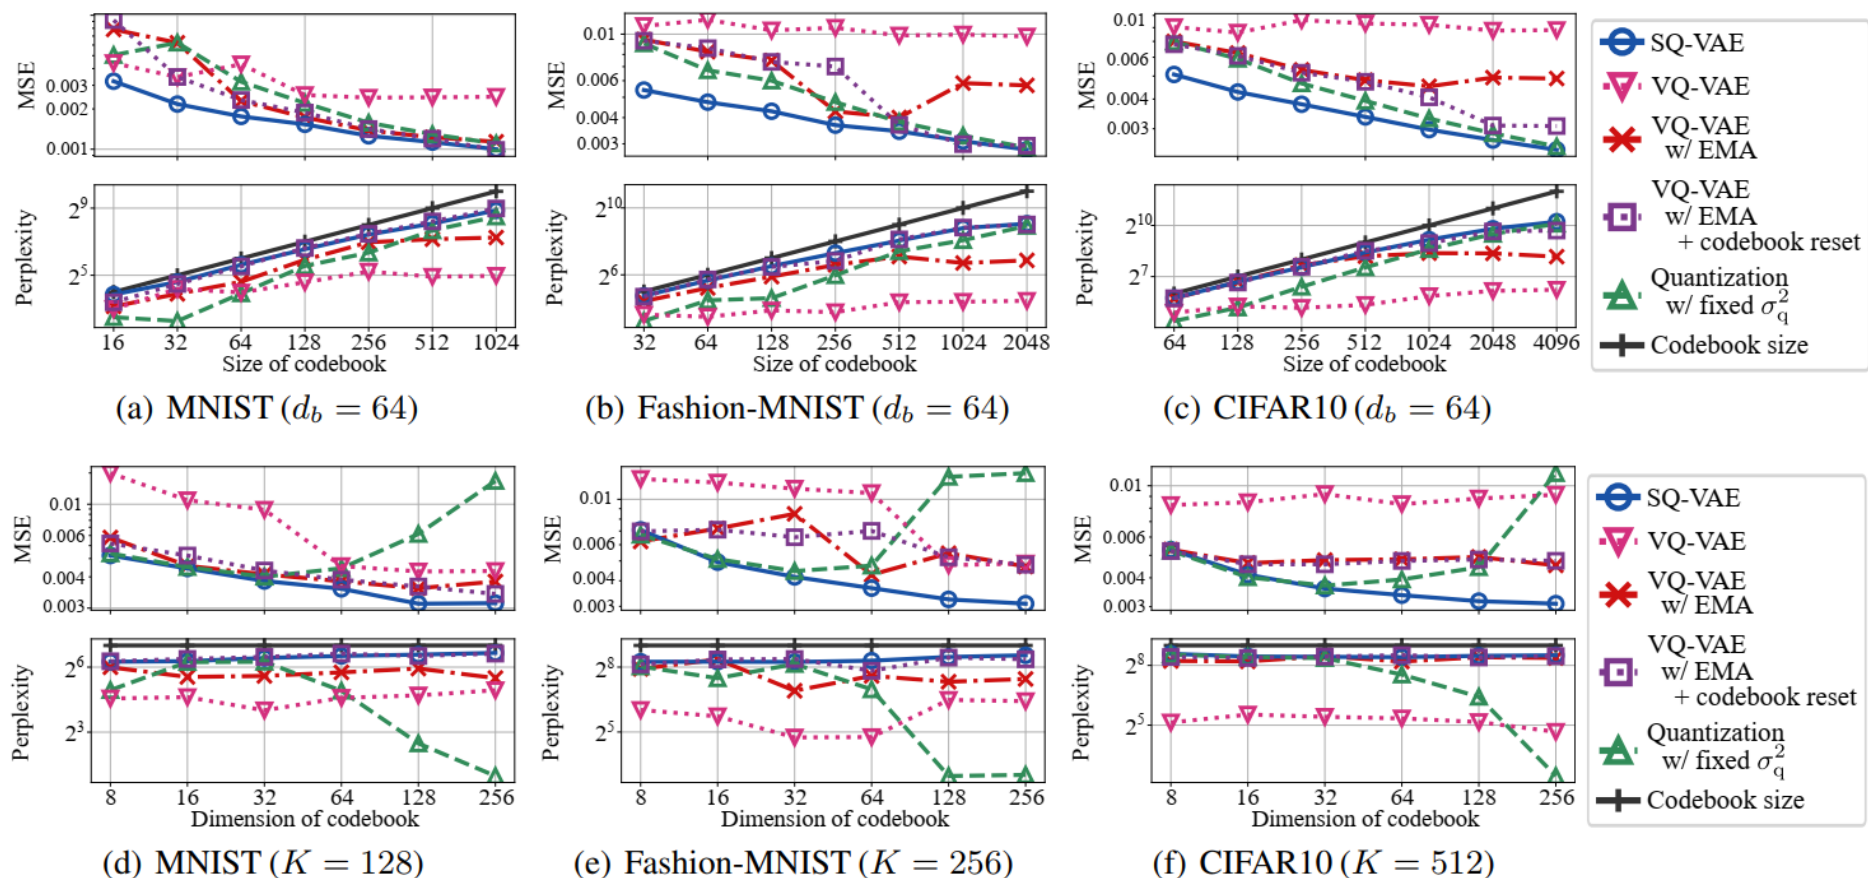 MSE
0.003
0.002
0.001
Perplexity
2^9
2^5
16 32 64 128 256 512 1024
Size of codebook
(a) MNIST (d_b = 64)
MSE
0.01
0.006
0.004
0.003
Perplexity
2^10
2^6
32 64 128 256 512 1024 2048
Size of codebook
(b) Fashion-MNIST (d_b = 64)
MSE
0.01
0.006
0.004
0.003
Perplexity
2^10
2^7
64 128 256 512 1024 2048 4096
Size of codebook
(c) CIFAR10 (d_b = 64)
SQ-VAE
VQ-VAE
VQ-VAE
w/ EMA
VQ-VAE
w/ EMA
+ codebook reset
Quantization
w/ fixed σ_q^2
Codebook size
MSE
0.01
0.006
0.004
0.003
Perplexity
2^6
2^3
8 16 32 64 128 256
Dimension of codebook
(d) MNIST (K = 128)
MSE
0.01
0.006
0.004
0.003
Perplexity
2^8
2^5
8 16 32 64 128 256
Dimension of codebook
(e) Fashion-MNIST (K = 256)
MSE
0.01
0.006
0.004
0.003
Perplexity
2^8
2^5
8 16 32 64 128 256
Dimension of codebook
(f) CIFAR10 (K = 512)
SQ-VAE
VQ-VAE
VQ-VAE
w/ EMA
VQ-VAE
w/ EMA
+ codebook reset
Quantization
w/ fixed σ_q^2
Codebook size